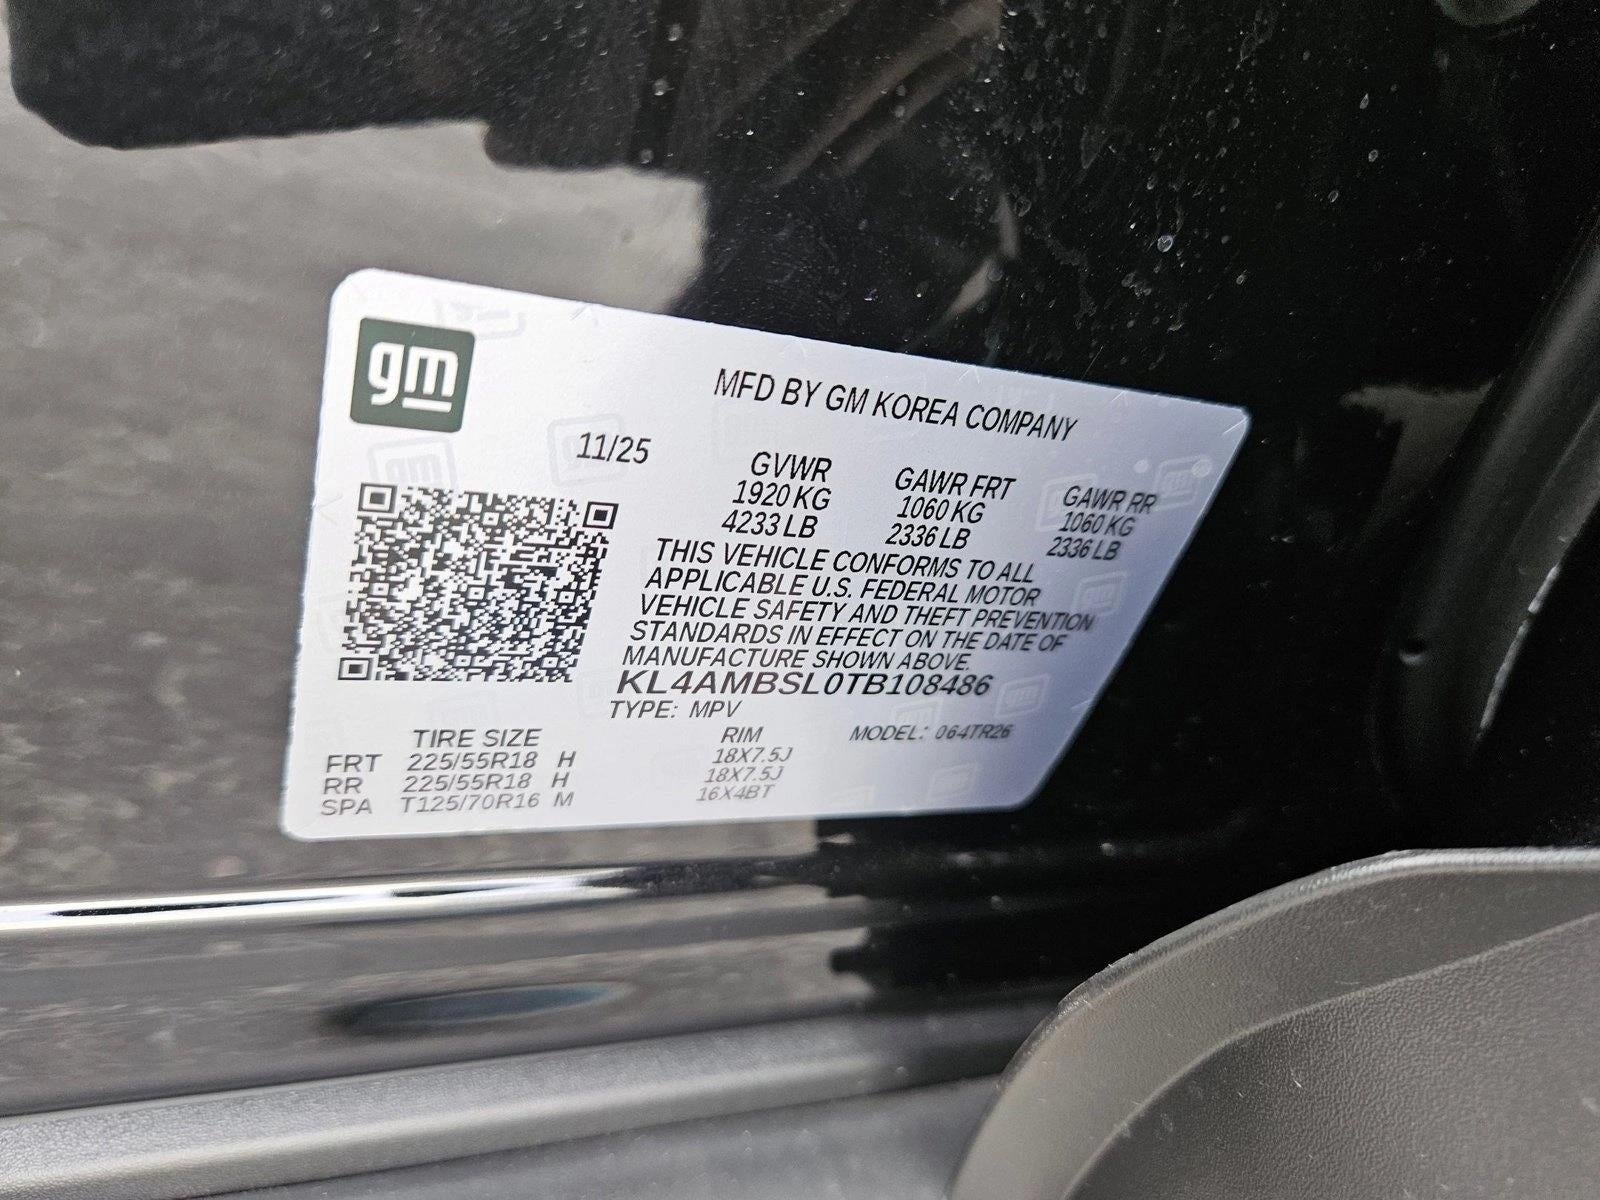 gm
MFD BY GM KOREA COMPANY
11/25
GVWR GAWR FRT GAWR RR
1920 KG 1060 KG 1060 KG
4233 LB 2336 LB 2336 LB
THIS VEHICLE CONFORMS TO ALL
APPLICABLE U.S. FEDERAL MOTOR
VEHICLE SAFETY AND THEFT PREVENTION
STANDARDS IN EFFECT ON THE DATE OF
MANUFACTURE SHOWN ABOVE.
KL4AMBSL0TB108486
TYPE: MPV
TIRE SIZE RIM MODEL: 064TR26
FRT 225/55R18 H 18X7.5J
RR 225/55R18 H 18X7.5J
SPA T125/70R16 M 16X4BT